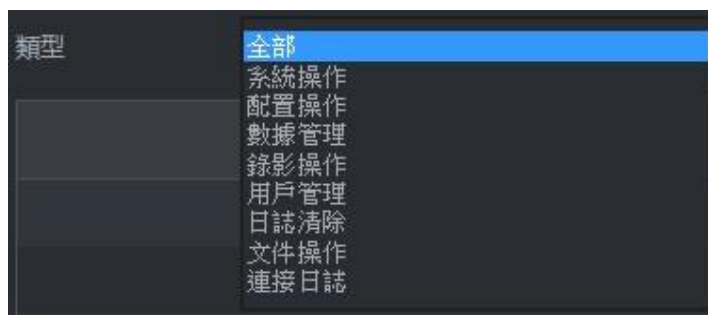 類型
全部
系統操作
配置操作
數據管理
錄影操作
用戶管理
日誌清除
文件操作
連接日誌